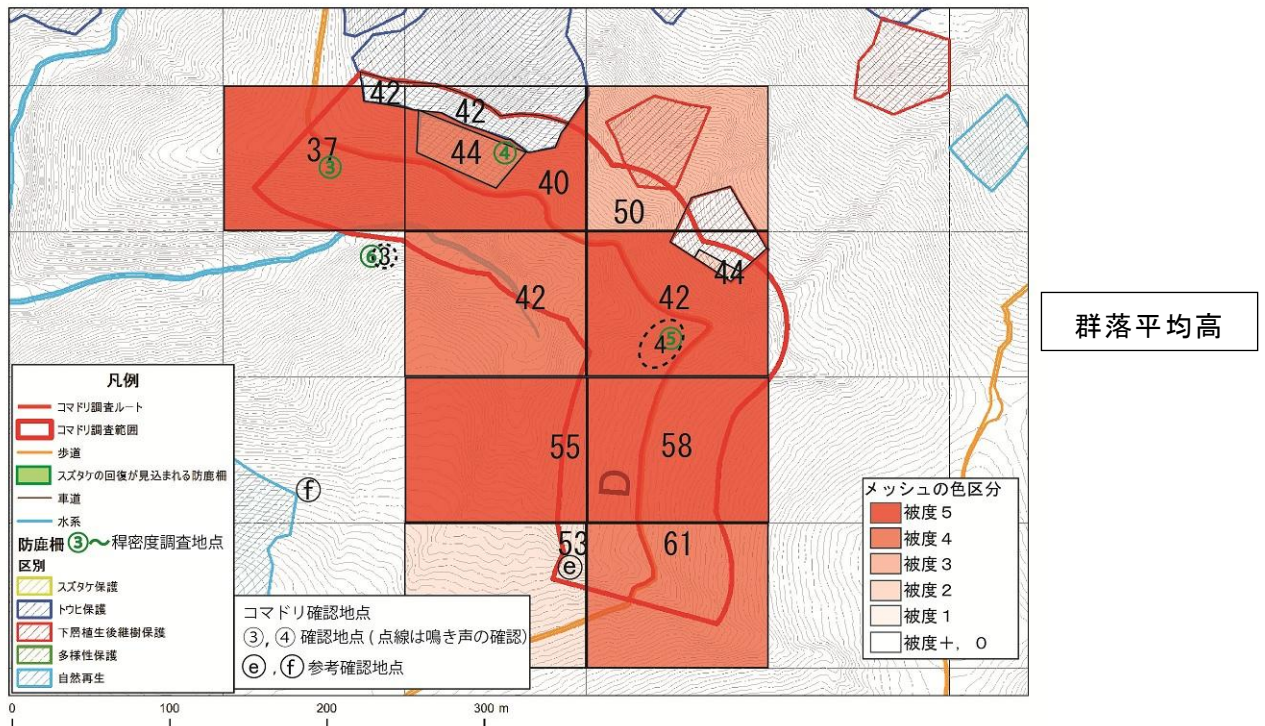 42
42
37
③
44
④
40
50
⑥3
44
42
42
4⑤
55
58
D
ⓕ
53
ⓔ
61
群落平均高
凡例
コマドリ調査ルート
コマドリ調査範囲
歩道
スズタケの回復が見込まれる防鹿柵
車道
水系
防鹿柵 ③～稈密度調査地点
区別
スズタケ保護
トウヒ保護
下層植生後継樹保護
多様性保護
自然再生
コマドリ確認地点
③, ④ 確認地点 ( 点線は鳴き声の確認)
ⓔ , ⓕ 参考確認地点
メッシュの色区分
被度５
被度４
被度３
被度２
被度１
被度＋, ０
0 100 200 300 m